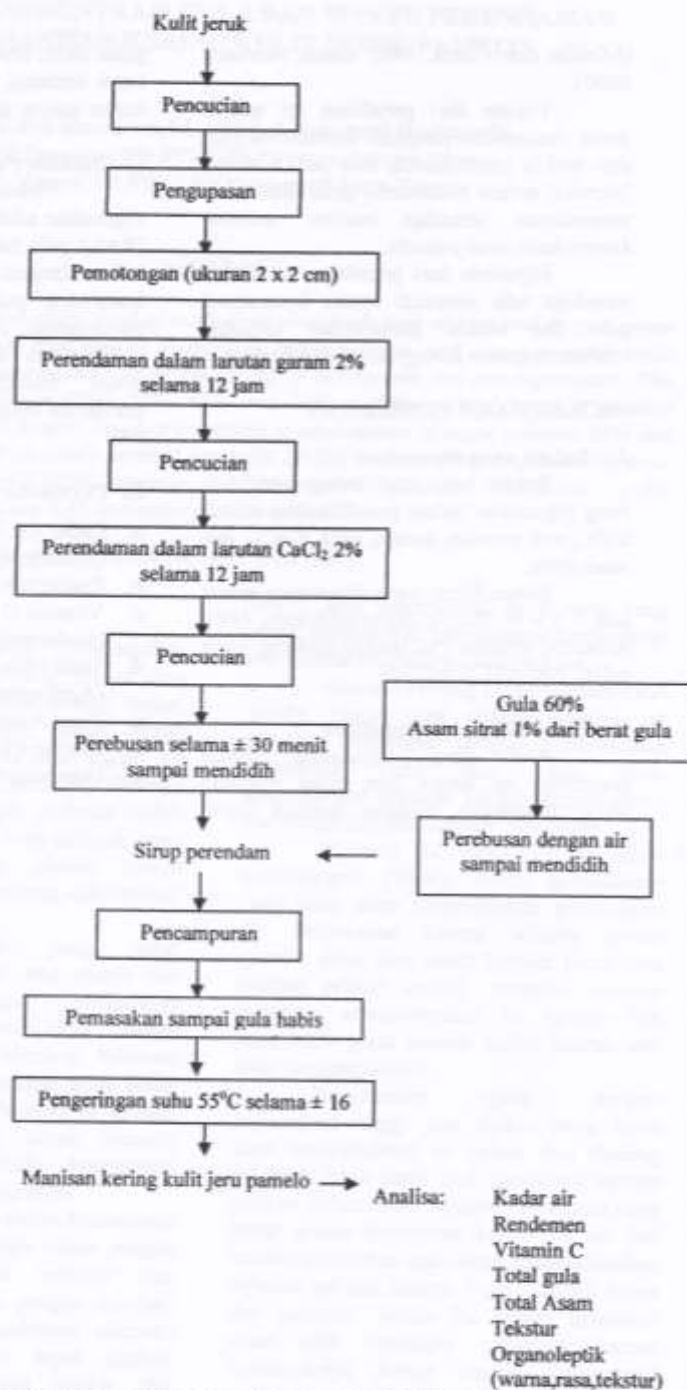 Kulit jeruk
Pencucian
Pengupasan
Pemotongan (ukuran 2 x 2 cm)
Perendaman dalam larutan garam 2%
selama 12 jam
Pencucian
Perendaman dalam larutan CaCl₂ 2%
selama 12 jam
Pencucian
Perebusan selama ± 30 menit
sampai mendidih
Gula 60%
Asam sitrat 1% dari berat gula
Perebusan dengan air
sampai mendidih
Sirup perendam
Pencampuran
Pemasakan sampai gula habis
Pengeringan suhu 55⁰C selama ± 16
Manisan kering kulit jeru pamelo
Analisa: Kadar air
Rendemen
Vitamin C
Total gula
Total Asam
Tekstur
Organoleptik
(warna,rasa,tekstur)